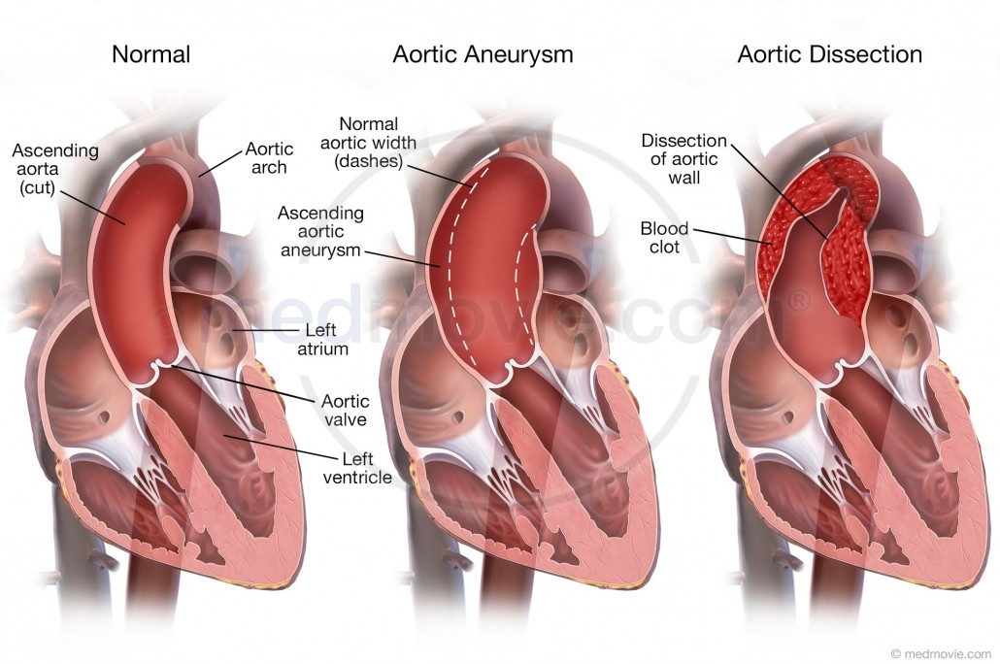 Normal
Aortic Aneurysm
Aortic Dissection
Ascending
aorta
(cut)
Aortic
arch
Left
atrium
Aortic
valve
Left
ventricle
Normal
aortic width
(dashes)
Ascending
aortic
aneurysm
Dissection
of aortic
wall
Blood
clot
©medmovie.com®
© medmovie.com